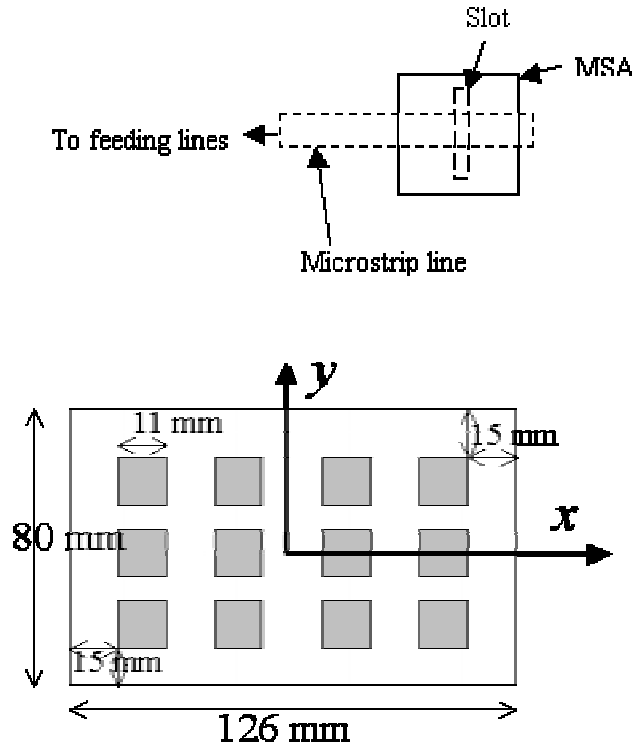 Slot
MSA
To feeding lines
Microstrip line
y
11 mm
15 mm
x
80 mm
15 mm
126 mm